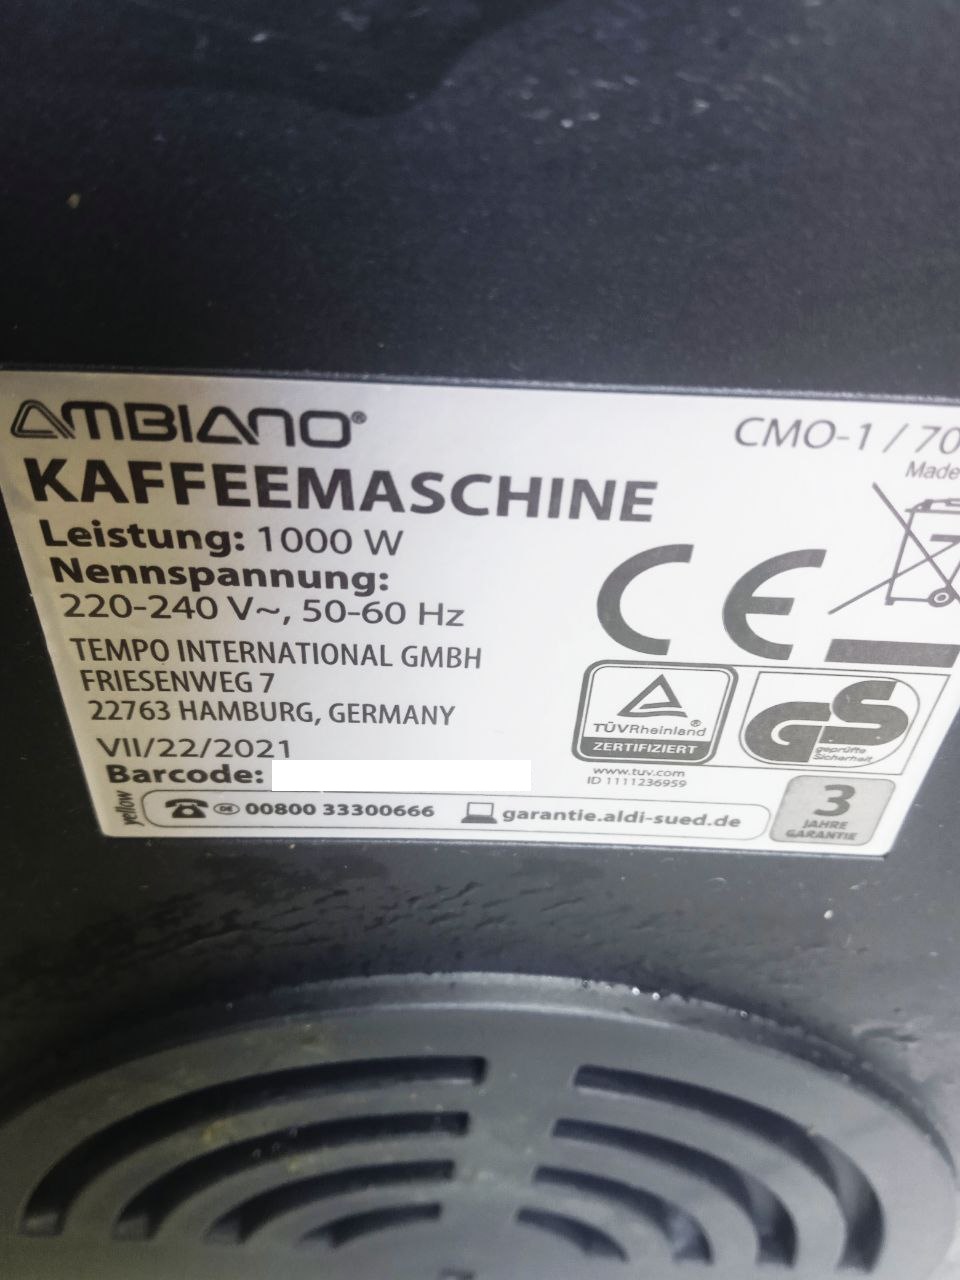 AMBIANO®
CMO-1 / 70
Made
KAFFEEMASCHINE
Leistung: 1000 W
Nennspannung:
220-240 V~, 50-60 Hz
CE
TEMPO INTERNATIONAL GMBH
FRIESENWEG 7
22763 HAMBURG, GERMANY
VII/22/2021
Barcode:
TÜVRheinland®
ZERTIFIZIERT
GS
geprüfte
Sicherheit
www.tuv.com
ID 1111236959
yellow
DE 00800 33300666
garantie.aldi-sued.de
3
JAHRE
GARANTIE